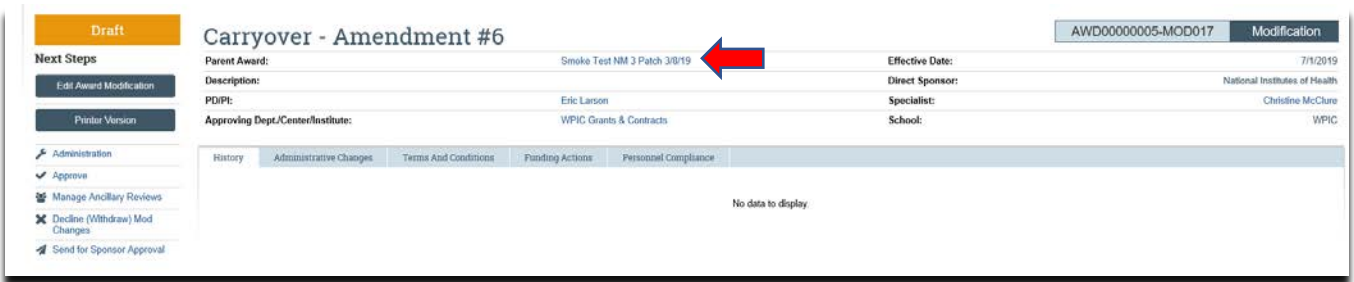 Draft
Carryover - Amendment #6
AWD00000005-MOD017
Modification
Next Steps
Edit Award Modification
Printer Version
Administration
Approve
Manage Ancillary Reviews
Decline (Withdraw) Mod
Changes
Send for Sponsor Approval
Parent Award: Smoke Test NM 3 Patch 3/8/19 Effective Date: 7/1/2019
Description: Direct Sponsor: National Institutes of Health
PD/PI: Eric Larson Specialist: Christine McClure
Approving Dept./Center/Institute: WPIC Grants & Contracts School: WPIC
History Administrative Changes Terms And Conditions Funding Actions Personnel Compliance
No data to display.